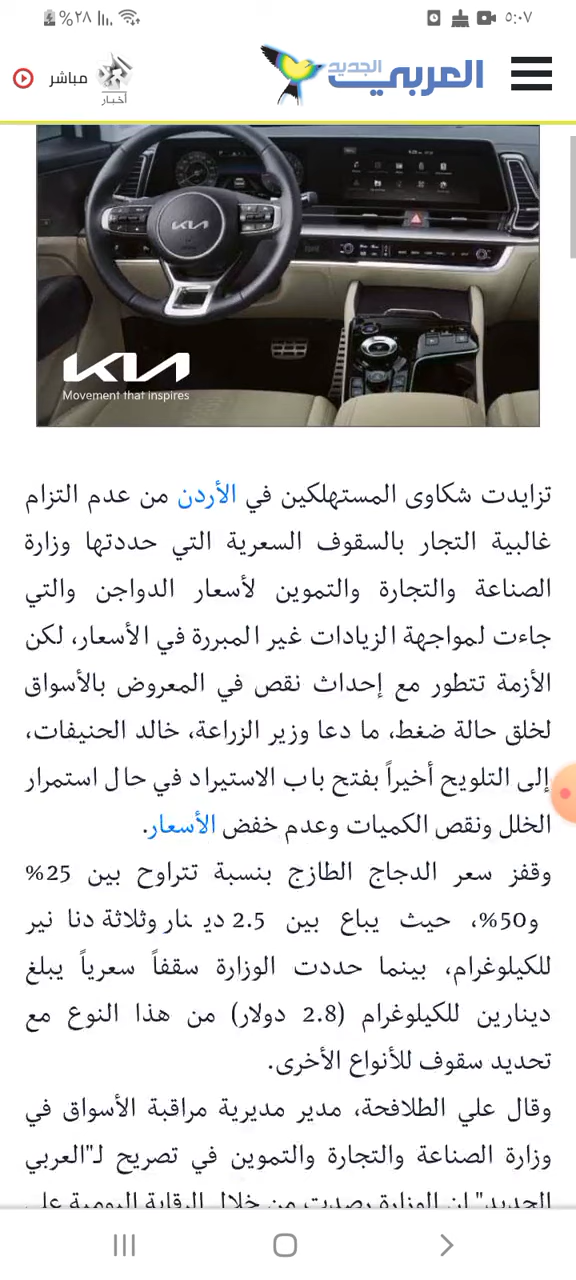 %٢٨
٥:٠٧
العربي الجديد
أخبار
مباشر
KIA
KIA
Movement that inspires
تزايدت شكاوى المستهلكين في الأردن من عدم التزام
غالبية التجار بالسقوف السعرية التي حددتها وزارة
الصناعة والتجارة والتموين لأسعار الدواجن والتي
جاءت لمواجهة الزيادات غير المبررة في الأسعار، لكن
الأزمة تتطور مع إحداث نقص في المعروض بالأسواق
لخلق حالة ضغط، ما دعا وزير الزراعة، خالد الحنيفات،
إلى التلويح أخيراً بفتح باب الاستيراد في حال استمرار
الخلل ونقص الكميات وعدم خفض الأسعار.
وقفز سعر الدجاج الطازج بنسبة تتراوح بين 25%
و50%، حيث يباع بين 2.5 دينار وثلاثة دنانير
للكيلوغرام، بينما حددت الوزارة سقفاً سعرياً يبلغ
دينارين للكيلوغرام (2.8 دولار) من هذا النوع مع
تحديد سقوف للأنواع الأخرى.
وقال علي الطلافحة، مدير مديرية مراقبة الأسواق في
وزارة الصناعة والتجارة والتموين في تصريح لـ"العربي
الجديد" إن الوزارة رصدت من خلال الرقابة اليومية على